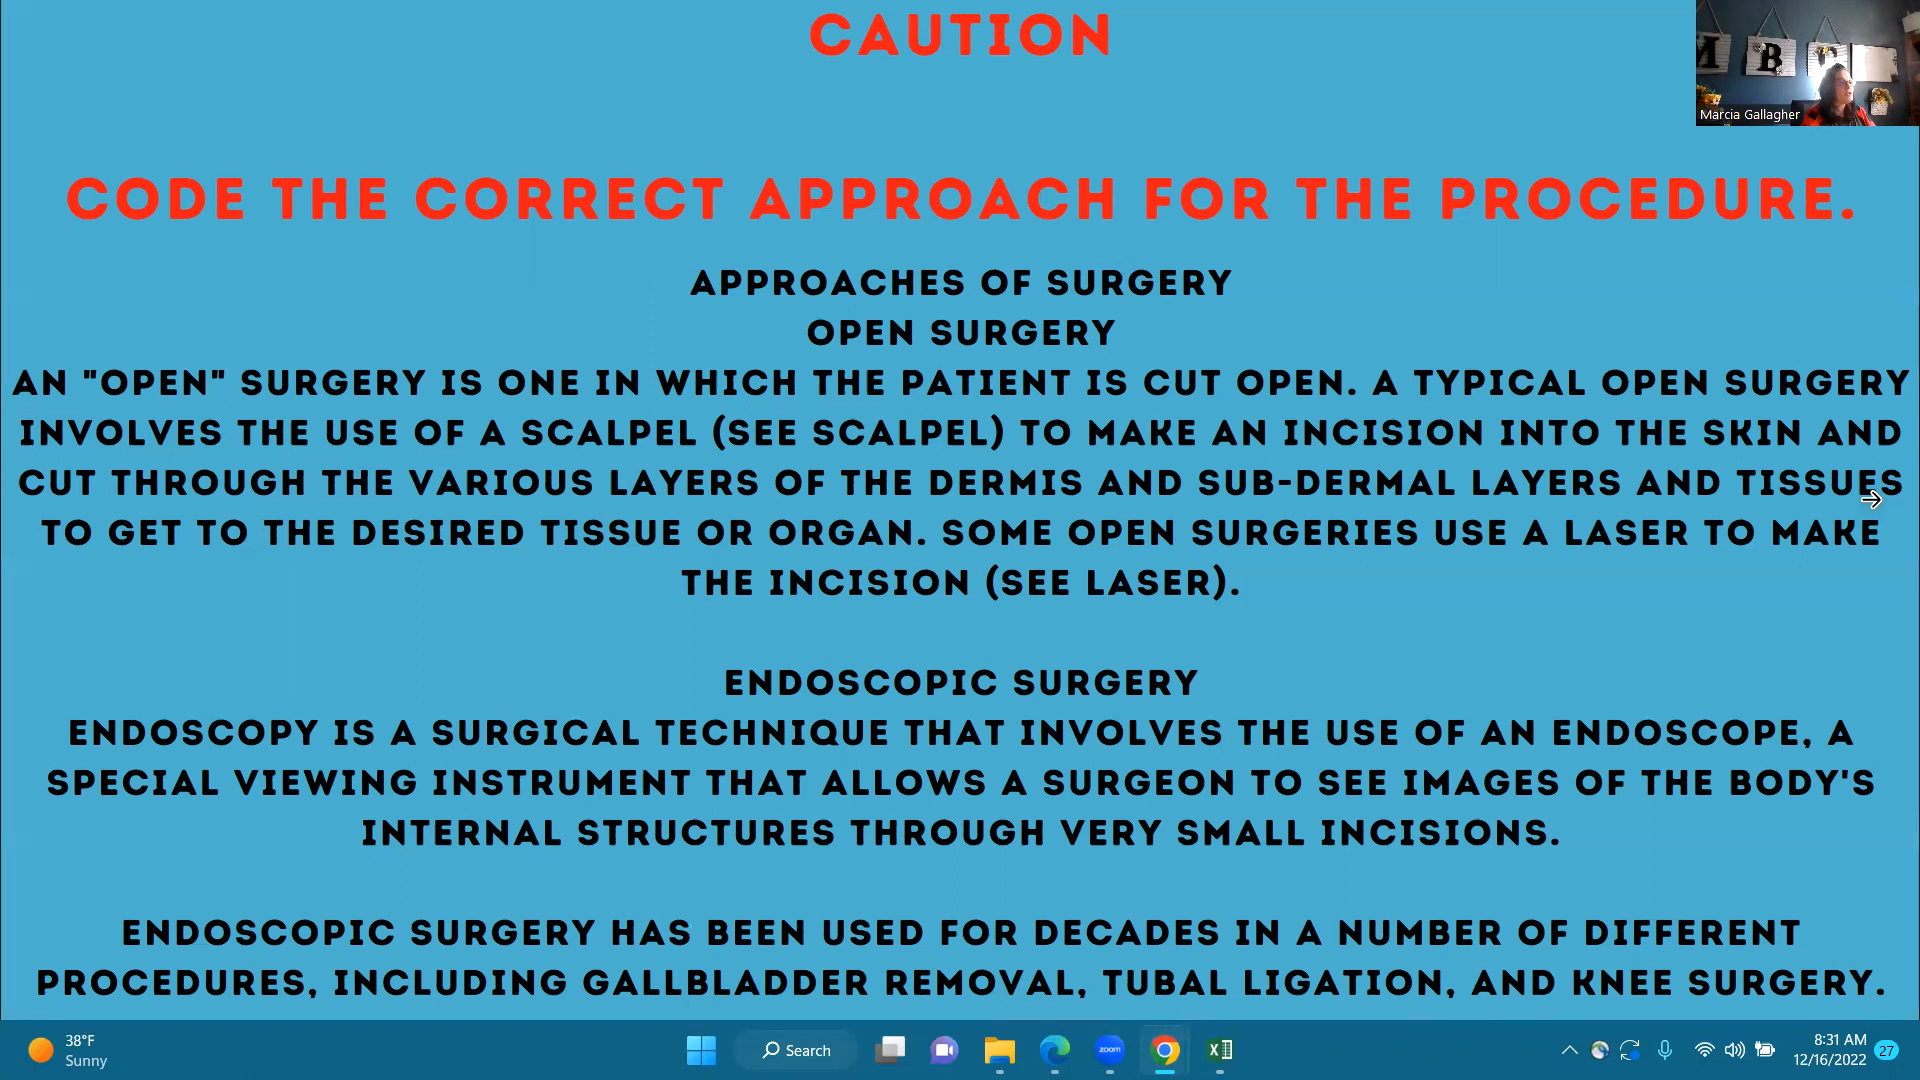 CAUTION
CODE THE CORRECT APPROACH FOR THE PROCEDURE.
APPROACHES OF SURGERY
OPEN SURGERY
AN "OPEN" SURGERY IS ONE IN WHICH THE PATIENT IS CUT OPEN. A TYPICAL OPEN SURGERY
INVOLVES THE USE OF A SCALPEL (SEE SCALPEL) TO MAKE AN INCISION INTO THE SKIN AND
CUT THROUGH THE VARIOUS LAYERS OF THE DERMIS AND SUB-DERMAL LAYERS AND TISSUES
TO GET TO THE DESIRED TISSUE OR ORGAN. SOME OPEN SURGERIES USE A LASER TO MAKE
THE INCISION (SEE LASER).
ENDOSCOPIC SURGERY
ENDOSCOPY IS A SURGICAL TECHNIQUE THAT INVOLVES THE USE OF AN ENDOSCOPE, A
SPECIAL VIEWING INSTRUMENT THAT ALLOWS A SURGEON TO SEE IMAGES OF THE BODY'S
INTERNAL STRUCTURES THROUGH VERY SMALL INCISIONS.
ENDOSCOPIC SURGERY HAS BEEN USED FOR DECADES IN A NUMBER OF DIFFERENT
PROCEDURES, INCLUDING GALLBLADDER REMOVAL, TUBAL LIGATION, AND KNEE SURGERY.
M B
Marcia Gallagher
38°F
Sunny
Search
zoom
8:31 AM
12/16/2022
27